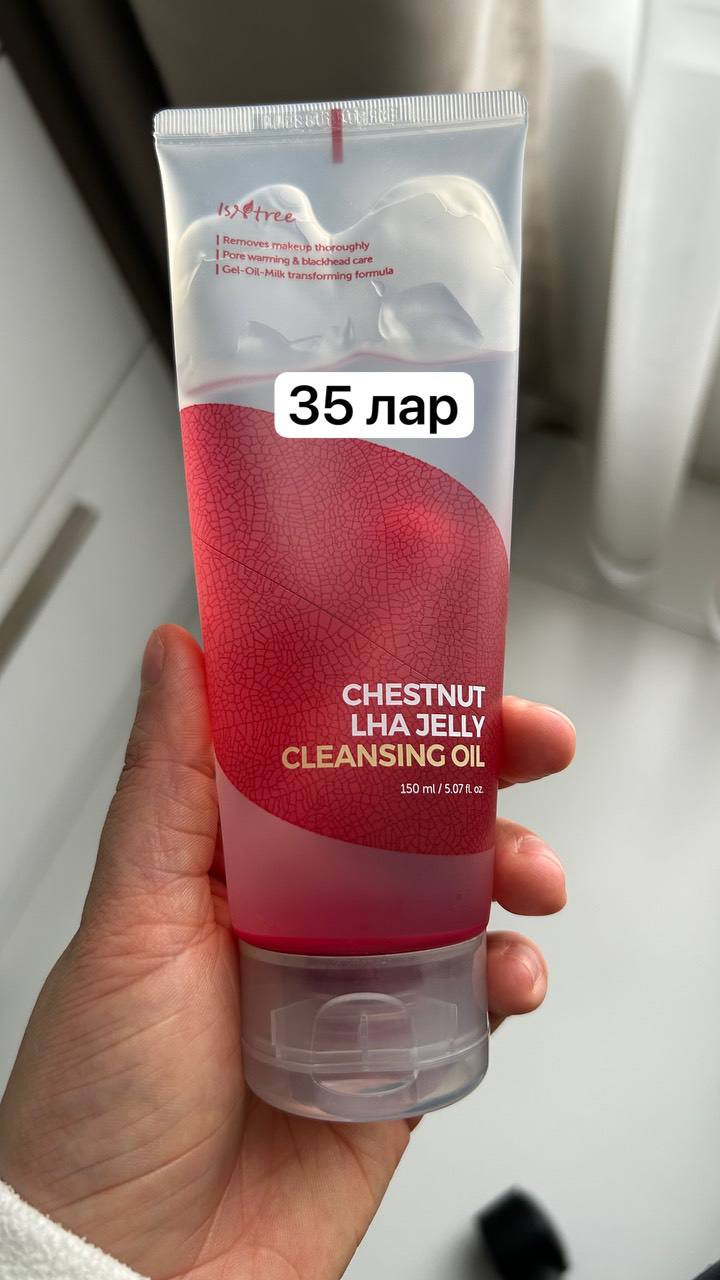 Isntree
Removes makeup thoroughly
Pore warming & blackhead care
Gel-Oil-Milk transforming formula
35 лар
CHESTNUT
LHA JELLY
CLEANSING OIL
150 ml / 5.07 fl. oz.